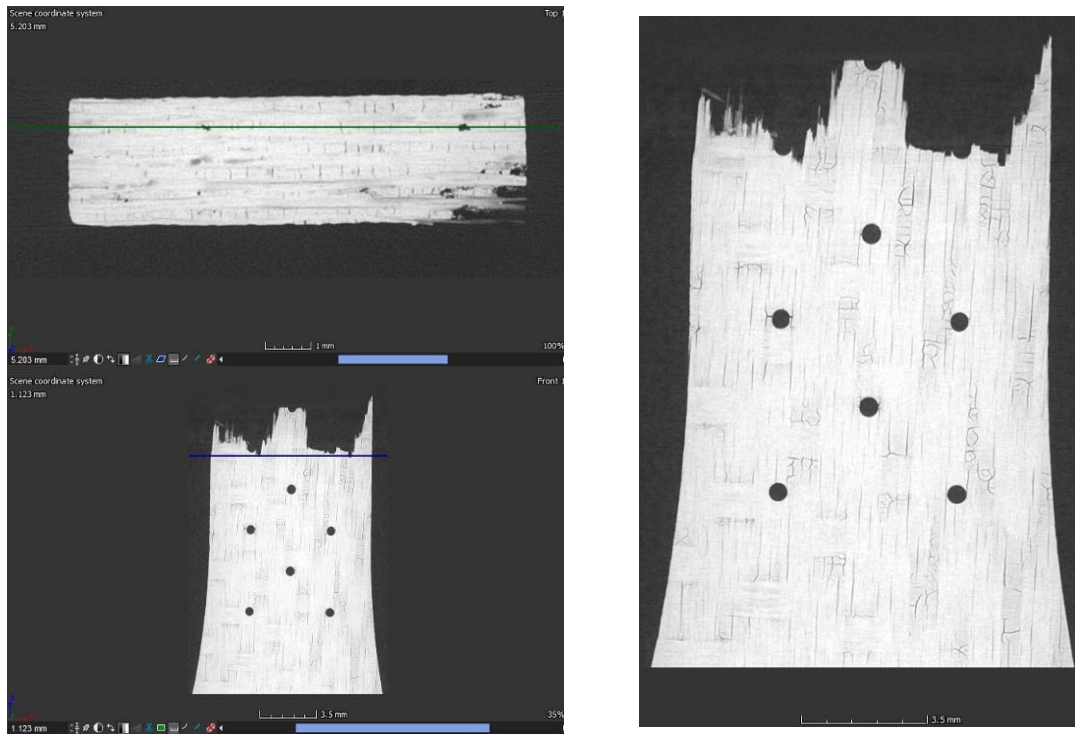 Scene coordinate system
Top 1
5.203 mm
1 mm
100%
5.203 mm
Scene coordinate system
Front 1
1.123 mm
3.5 mm
35%
1.123 mm
3.5 mm